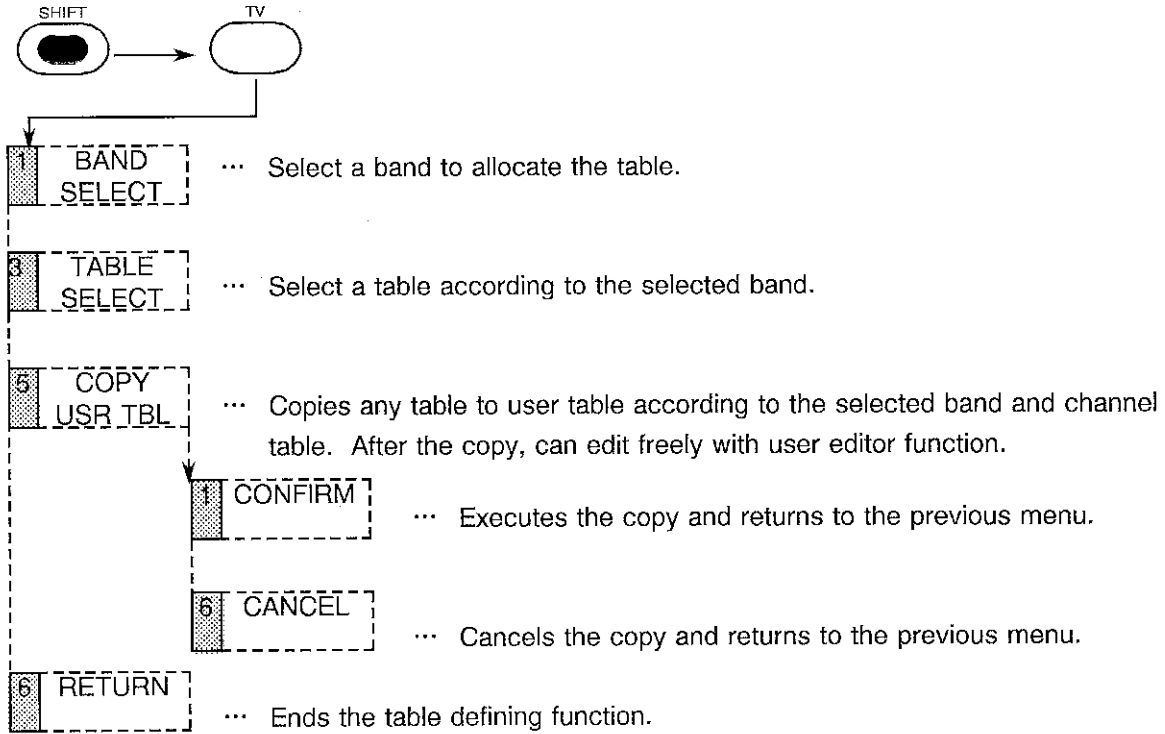 SHIFT TV
1 BAND
SELECT
··· Select a band to allocate the table.
3 TABLE
SELECT
··· Select a table according to the selected band.
5 COPY
USR TBL
··· Copies any table to user table according to the selected band and channel
table. After the copy, can edit freely with user editor function.
1 CONFIRM
··· Executes the copy and returns to the previous menu.
6 CANCEL
··· Cancels the copy and returns to the previous menu.
6 RETURN
··· Ends the table defining function.